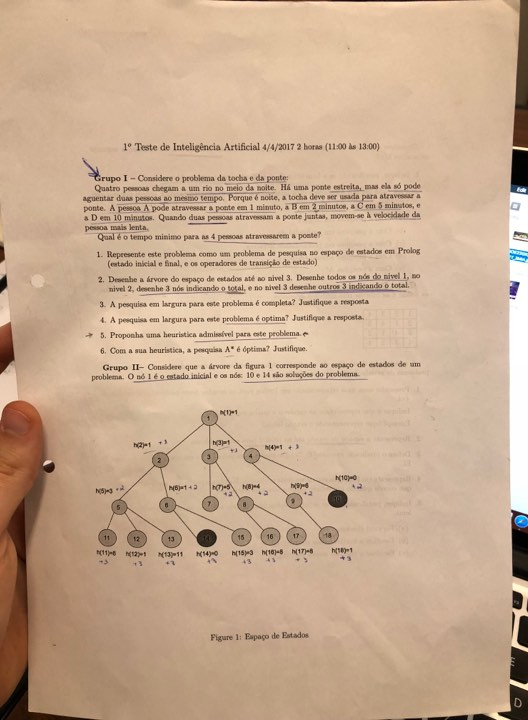 1º Teste de Inteligência Artificial 4/4/2017 2 horas (11:00 às 13:00)
Grupo I – Considere o problema da tocha e da ponte:
Quatro pessoas chegam a um rio no meio da noite. Há uma ponte estreita, mas ela só pode
aguentar duas pessoas ao mesmo tempo. Porque é noite, a tocha deve ser usada para atravessar a
ponte. A pessoa A pode atravessar a ponte em 1 minuto, a B em 2 minutos, a C em 5 minutos, e
a D em 10 minutos. Quando duas pessoas atravessam a ponte juntas, movem-se à velocidade da
pessoa mais lenta.
Qual é o tempo mínimo para as 4 pessoas atravessarem a ponte?
1. Represente este problema como um problema de pesquisa no espaço de estados em Prolog
(estado inicial e final, e os operadores de transição de estado)
2. Desenhe a árvore do espaço de estados até ao nível 3. Desenhe todos os nós do nível 1, no
nível 2, desenhe 3 nós indicando o total, e no nível 3 desenhe outros 3 indicando o total.
3. A pesquisa em largura para este problema é completa? Justifique a resposta
4. A pesquisa em largura para este problema é optima? Justifique a resposta.
5. Proponha uma heuristica admissível para este problema.
6. Com a sua heuristica, a pesquisa A* é óptima? Justifique.
Grupo II– Considere que a árvore da figura 1 corresponde ao espaço de estados de um
problema. O nó 1 é o estado inicial e os nós: 10 e 14 são soluções do problema.
1 h(1)=1
h(2)=1 +3 h(3)=1 +3 h(4)=1 +3
2 3 4
h(5)=3 +2 h(6)=1 +2 h(7)=5 +2 h(8)=4 +2 h(9)=6 +2 h(10)=0 +2
5 6 7 8 9 10
11 12 13 14 15 16 17 18
h(11)=6 h(12)=1 h(13)=11 h(14)=0 h(15)=3 h(16)=8 h(17)=8 h(18)=1
+3 +3 +3 +3 +3 +3 +3 +3
Figure 1: Espaço de Estados